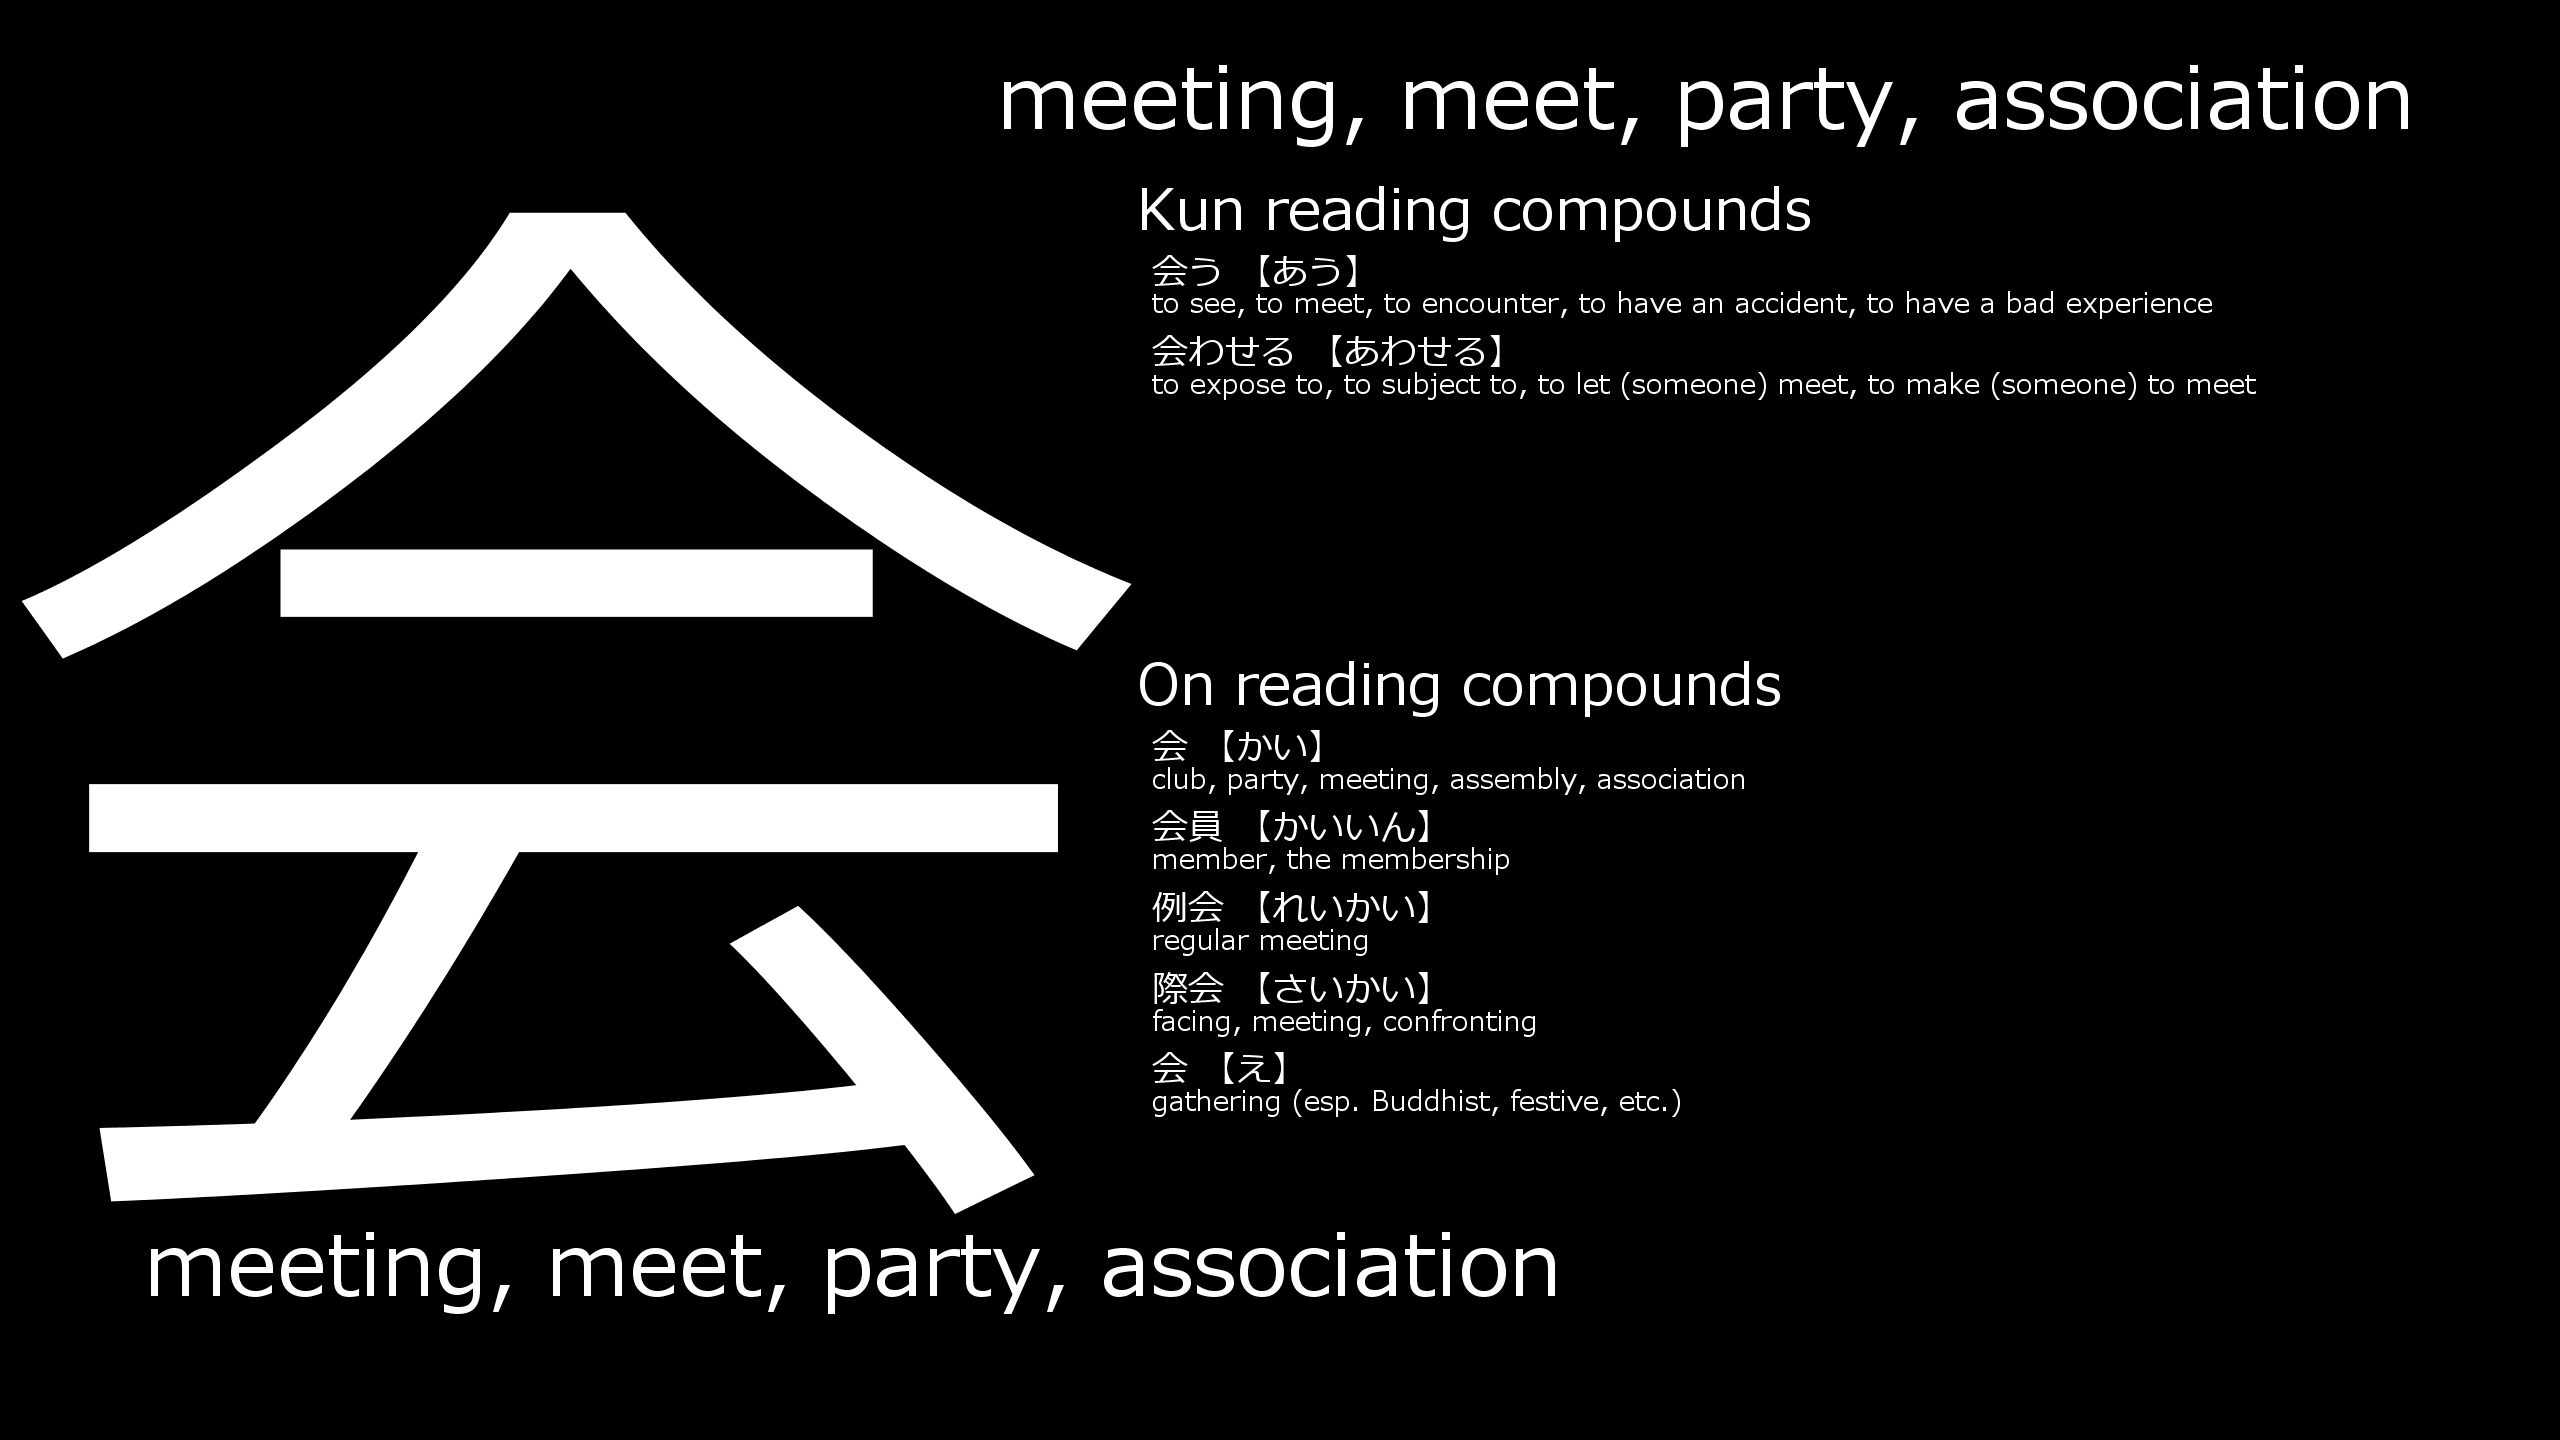 meeting, meet, party, association
会
Kun reading compounds
会う 【あう】
to see, to meet, to encounter, to have an accident, to have a bad experience
会わせる 【あわせる】
to expose to, to subject to, to let (someone) meet, to make (someone) to meet
On reading compounds
会 【かい】
club, party, meeting, assembly, association
会員 【かいいん】
member, the membership
例会 【れいかい】
regular meeting
際会 【さいかい】
facing, meeting, confronting
会 【え】
gathering (esp. Buddhist, festive, etc.)
meeting, meet, party, association